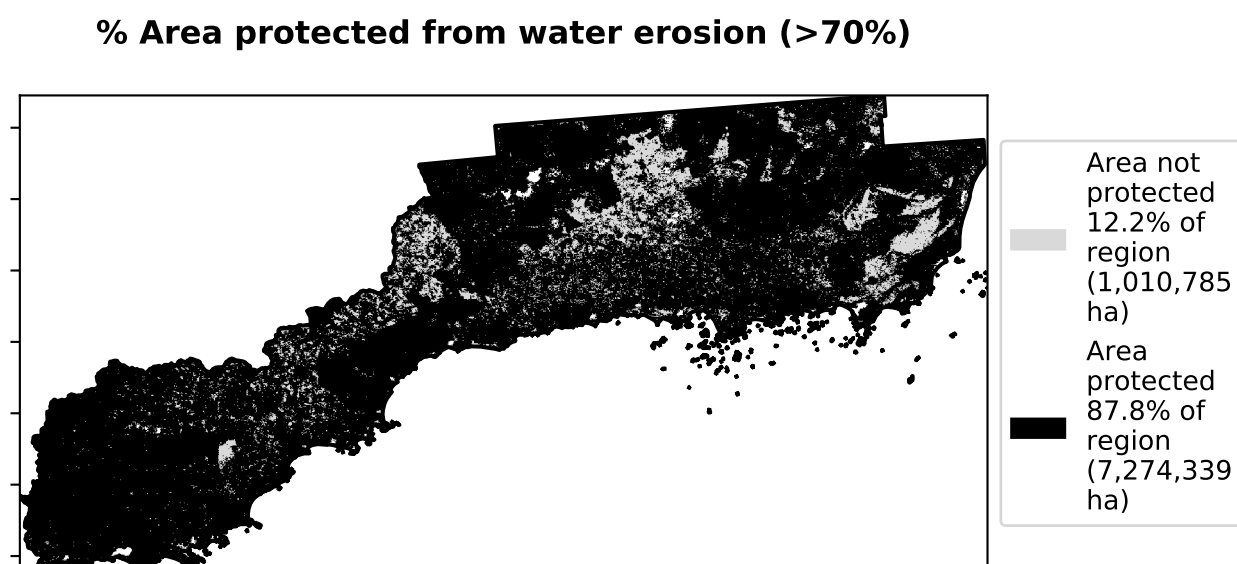 % Area protected from water erosion (>70%)
Area not
protected
12.2% of
region
(1,010,785
ha)
Area
protected
87.8% of
region
(7,274,339
ha)